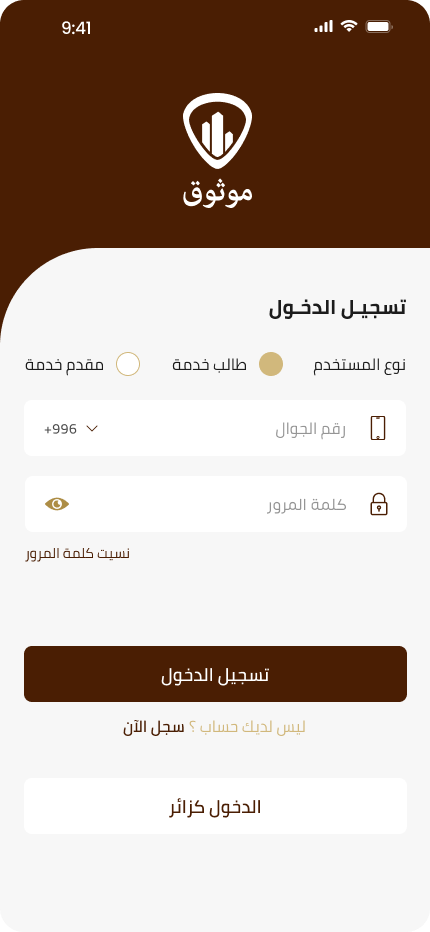 9:41
موثوق
تسجيـل الدخـول
نوع المستخدم طالب خدمة مقدم خدمة
رقم الجوال +996
كلمة المرور
نسيت كلمة المرور
تسجيل الدخول
ليس لديك حساب ؟ سجل الآن
الدخول كزائر